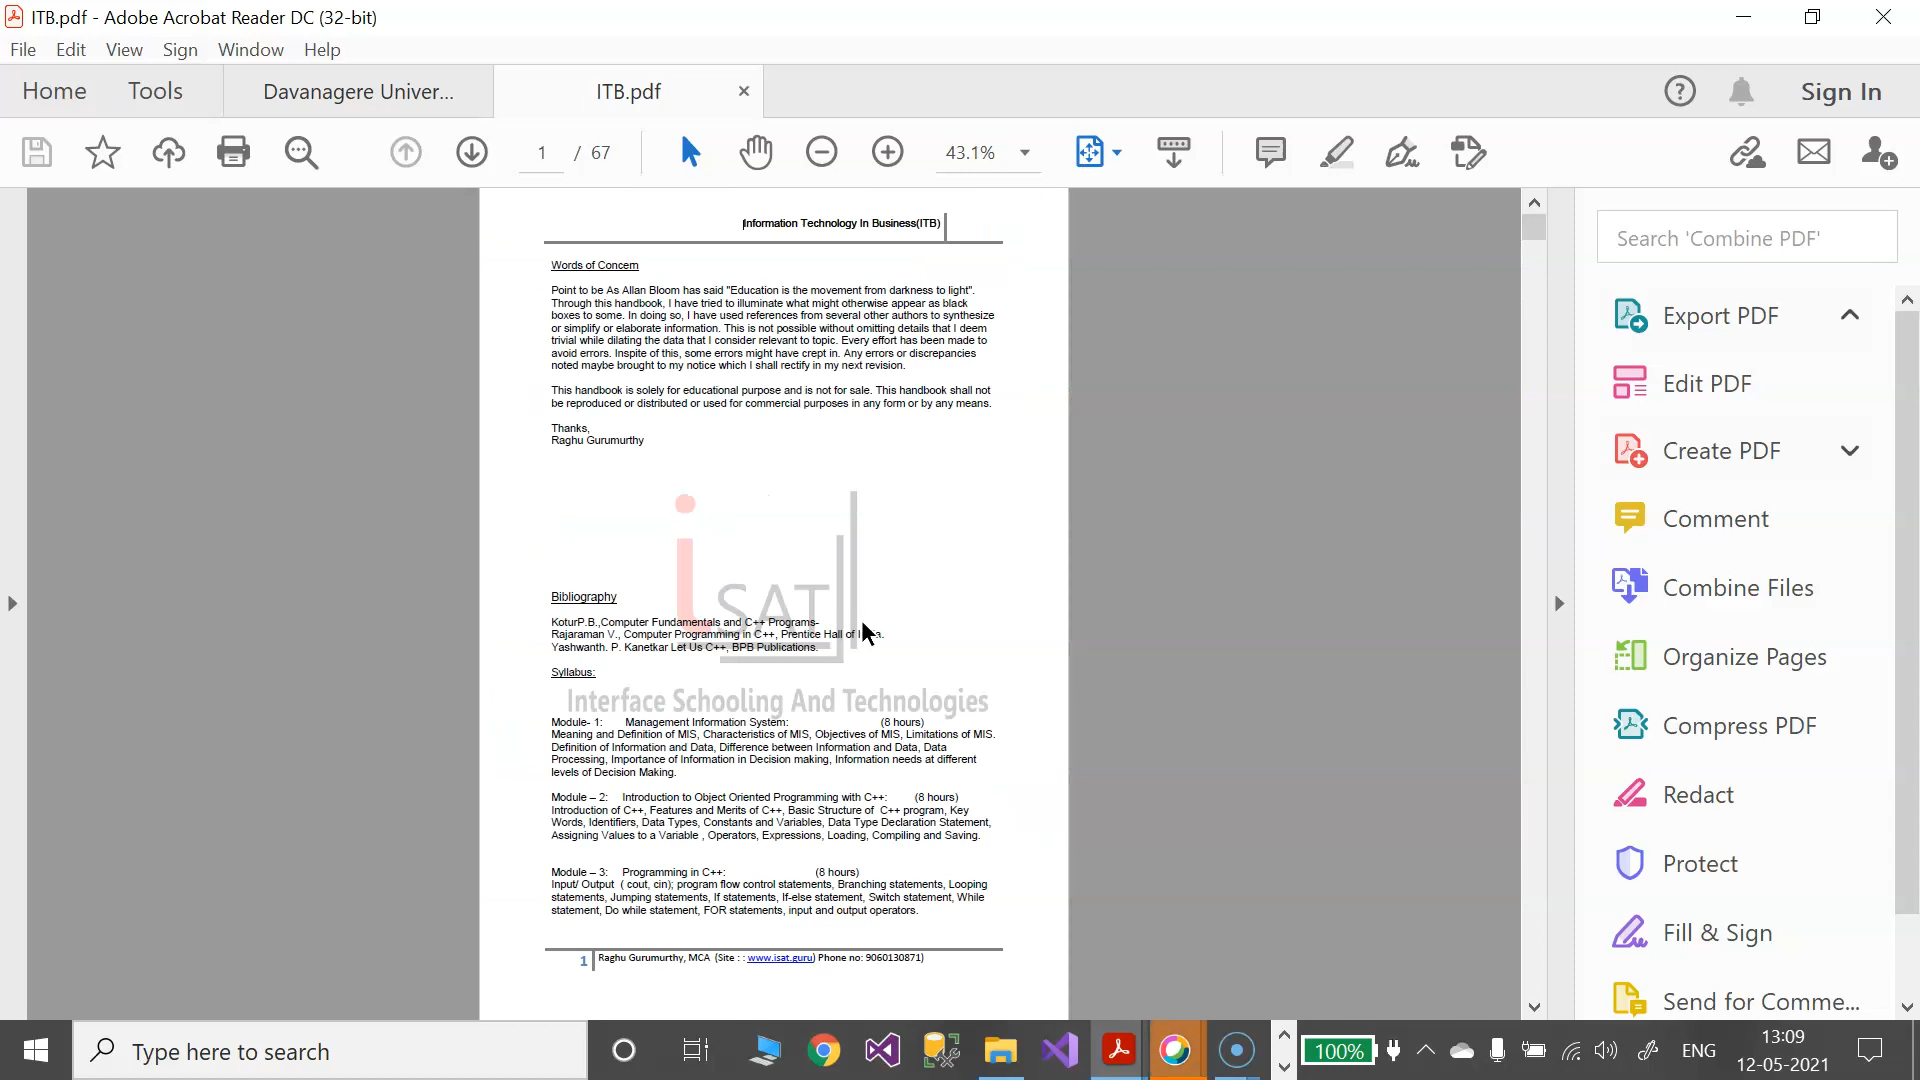 ITB.pdf - Adobe Acrobat Reader DC (32-bit)
File Edit View Sign Window Help
Home Tools Davanagere Univer... ITB.pdf Sign In
1 / 67 43.1%
Information Technology In Business(ITB)
Words of Concern
Point to be As Allan Bloom has said "Education is the movement from darkness to light".
Through this handbook, I have tried to illuminate what might otherwise appear as black
boxes to some. In doing so, I have used references from several other authors to synthesize
or simplify or elaborate information. This is not possible without omitting details that I deem
trivial while dilating the data that I consider relevant to topic. Every effort has been made to
avoid errors. Inspite of this, some errors might have crept in. Any errors or discrepancies
noted maybe brought to my notice which I shall rectify in my next revision.
This handbook is solely for educational purpose and is not for sale. This handbook shall not
be reproduced or distributed or used for commercial purposes in any form or by any means.
Thanks,
Raghu Gurumurthy
iSAT
Bibliography
KoturP.B.,Computer Fundamentals and C++ Programs-
Rajaraman V., Computer Programming in C++, Prentice Hall of
Yashwanth. P. Kanetkar Let Us C++, BPB Publications.
Syllabus:
Interface Schooling And Technologies
Module- 1: Management Information System: (8 hours)
Meaning and Definition of MIS, Characteristics of MIS, Objectives of MIS, Limitations of MIS.
Definition of Information and Data, Difference between Information and Data, Data
Processing, Importance of Information in Decision making, Information needs at different
levels of Decision Making.
Module – 2: Introduction to Object Oriented Programming with C++: (8 hours)
Introduction of C++, Features and Merits of C++, Basic Structure of C++ program, Key
Words, Identifiers, Data Types, Constants and Variables, Data Type Declaration Statement,
Assigning Values to a Variable , Operators, Expressions, Loading, Compiling and Saving.
Module – 3: Programming in C++: (8 hours)
Input/ Output ( cout, cin); program flow control statements, Branching statements, Looping
statements, Jumping statements, If statements, If-else statement, Switch statement, While
statement, Do while statement, FOR statements, input and output operators.
1 Raghu Gurumurthy, MCA (Site : : www.isat.guru) Phone no: 9060130871)
Search 'Combine PDF'
Export PDF
Edit PDF
Create PDF
Comment
Combine Files
Organize Pages
Compress PDF
Redact
Protect
Fill & Sign
Send for Comme...
Type here to search
100%
ENG
13:09
12-05-2021